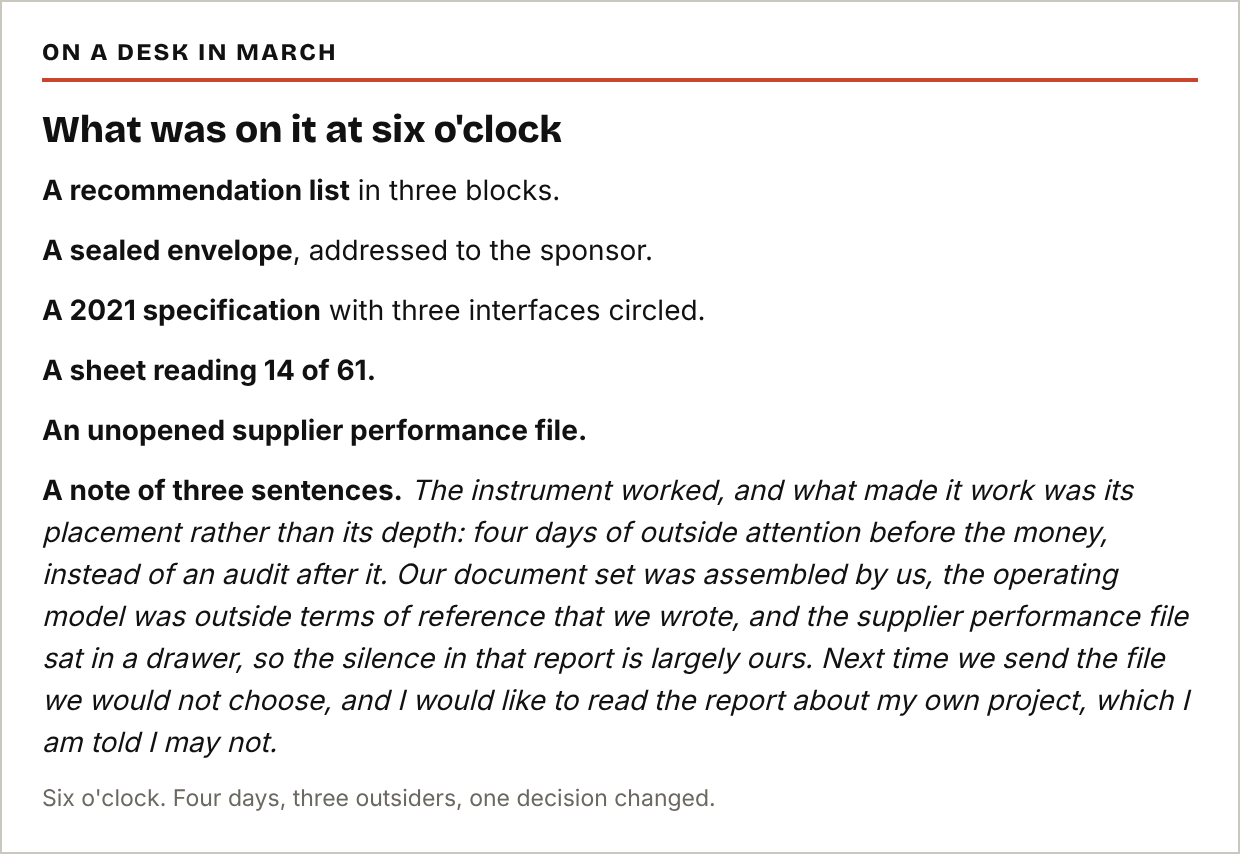 ON A DESK IN MARCH
What was on it at six o'clock
A recommendation list in three blocks.
A sealed envelope, addressed to the sponsor.
A 2021 specification with three interfaces circled.
A sheet reading 14 of 61.
An unopened supplier performance file.
A note of three sentences. The instrument worked, and what made it work was its
placement rather than its depth: four days of outside attention before the money,
instead of an audit after it. Our document set was assembled by us, the operating
model was outside terms of reference that we wrote, and the supplier performance file
sat in a drawer, so the silence in that report is largely ours. Next time we send the file
we would not choose, and I would like to read the report about my own project, which I
am told I may not.
Six o'clock. Four days, three outsiders, one decision changed.